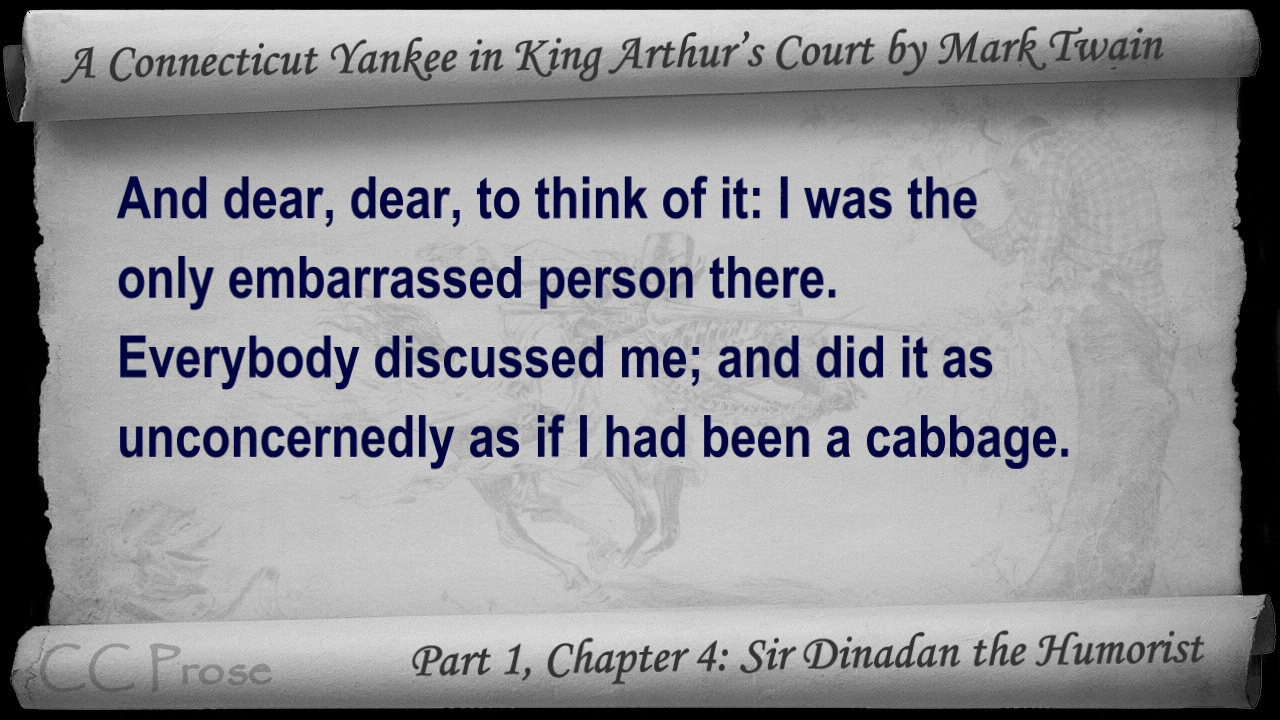 A Connecticut Yankee in King Arthur's Court by Mark Twain
And dear, dear, to think of it: I was the
only embarrassed person there.
Everybody discussed me; and did it as
unconcernedly as if I had been a cabbage.
CC Prose
Part 1, Chapter 4: Sir Dinadan the Humorist